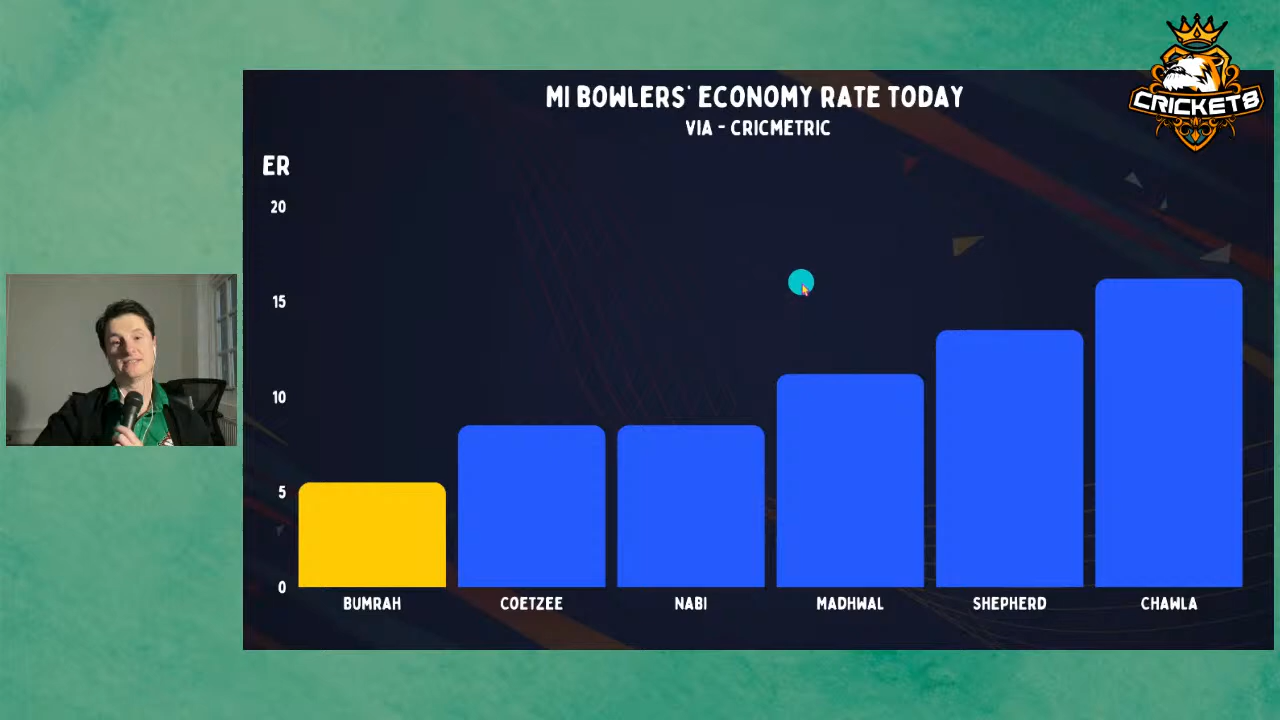 MI BOWLERS' ECONOMY RATE TODAY
VIA - CRICMETRIC
CRICKET8
ER
20
15
10
5
0
BUMRAH COETZEE NABI MADHWAL SHEPHERD CHAWLA